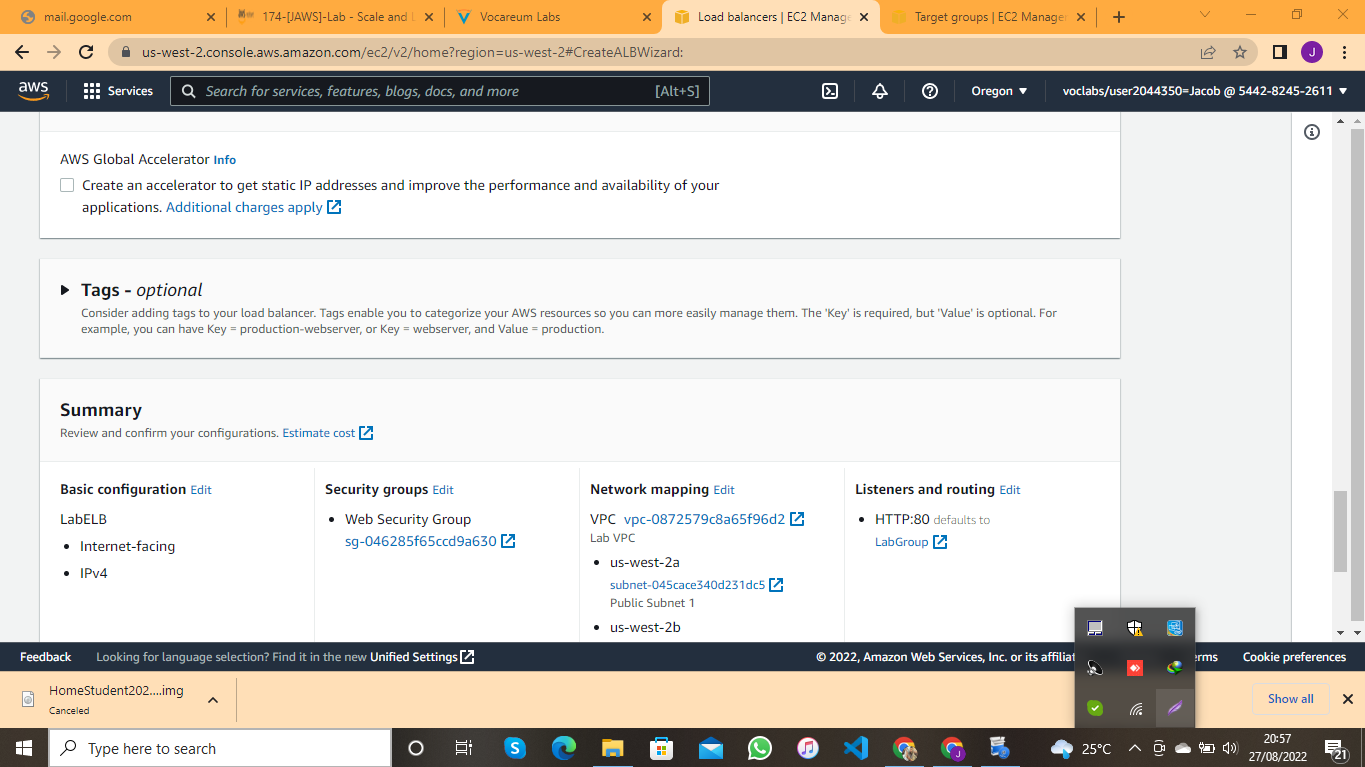 mail.google.com
174-[JAWS]-Lab - Scale and L
Vocareum Labs
Load balancers | EC2 Manage
Target groups | EC2 Manager
us-west-2.console.aws.amazon.com/ec2/v2/home?region=us-west-2#CreateALBWizard:
J
aws
Services
Search for services, features, blogs, docs, and more
[Alt+S]
Oregon
voclabs/user2044350=Jacob @ 5442-8245-2611
AWS Global Accelerator Info
Create an accelerator to get static IP addresses and improve the performance and availability of your
applications. Additional charges apply
Tags - optional
Consider adding tags to your load balancer. Tags enable you to categorize your AWS resources so you can more easily manage them. The 'Key' is required, but 'Value' is optional. For
example, you can have Key = production-webserver, or Key = webserver, and Value = production.
Summary
Review and confirm your configurations. Estimate cost
Basic configuration Edit
LabELB
Internet-facing
IPv4
Security groups Edit
Web Security Group
sg-046285f65ccd9a630
Network mapping Edit
VPC vpc-0872579c8a65f96d2
Lab VPC
us-west-2a
subnet-045cace340d231dc5
Public Subnet 1
us-west-2b
Listeners and routing Edit
HTTP:80 defaults to
LabGroup
Feedback
Looking for language selection? Find it in the new Unified Settings
© 2022, Amazon Web Services, Inc. or its affiliat
erms
Cookie preferences
HomeStudent202....img
Canceled
Show all
Type here to search
J
25°C
20:57
27/08/2022
21